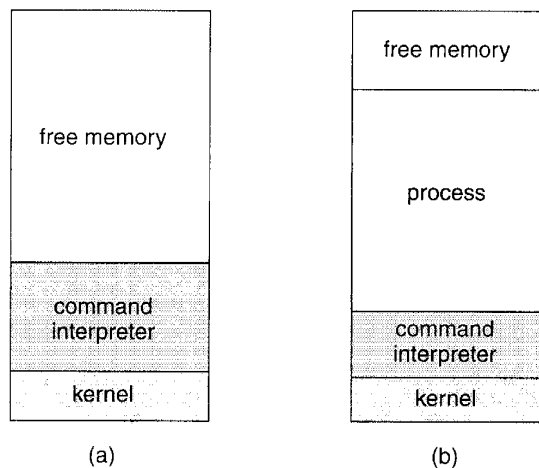 free memory
command
interpreter
kernel
(a)
free memory
process
command
interpreter
kernel
(b)